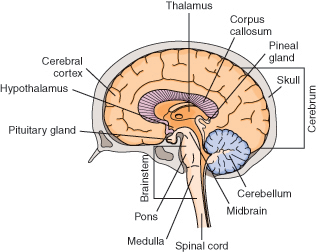 Thalamus
Corpus
callosum
Pineal
gland
Cerebral
cortex
Skull
Hypothalamus
Cerebrum
Pituitary gland
Brainstem
Cerebellum
Midbrain
Pons
Medulla
Spinal cord